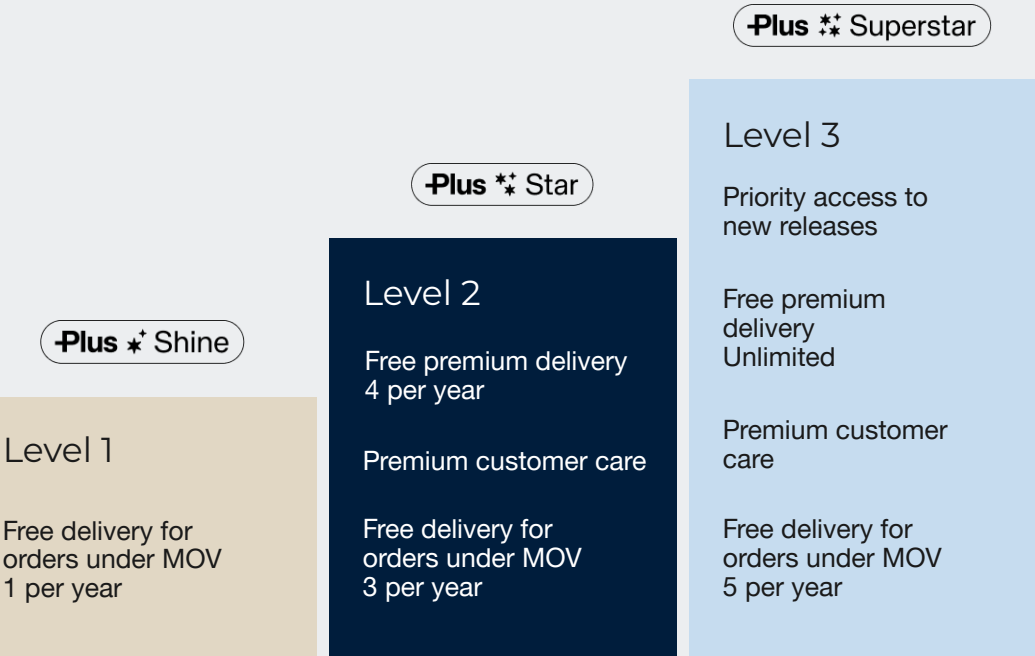 Plus Shine
Level 1
Free delivery for
orders under MOV
1 per year
Plus Star
Level 2
Free premium delivery
4 per year
Premium customer care
Free delivery for
orders under MOV
3 per year
Plus Superstar
Level 3
Priority access to
new releases
Free premium
delivery
Unlimited
Premium customer
care
Free delivery for
orders under MOV
5 per year